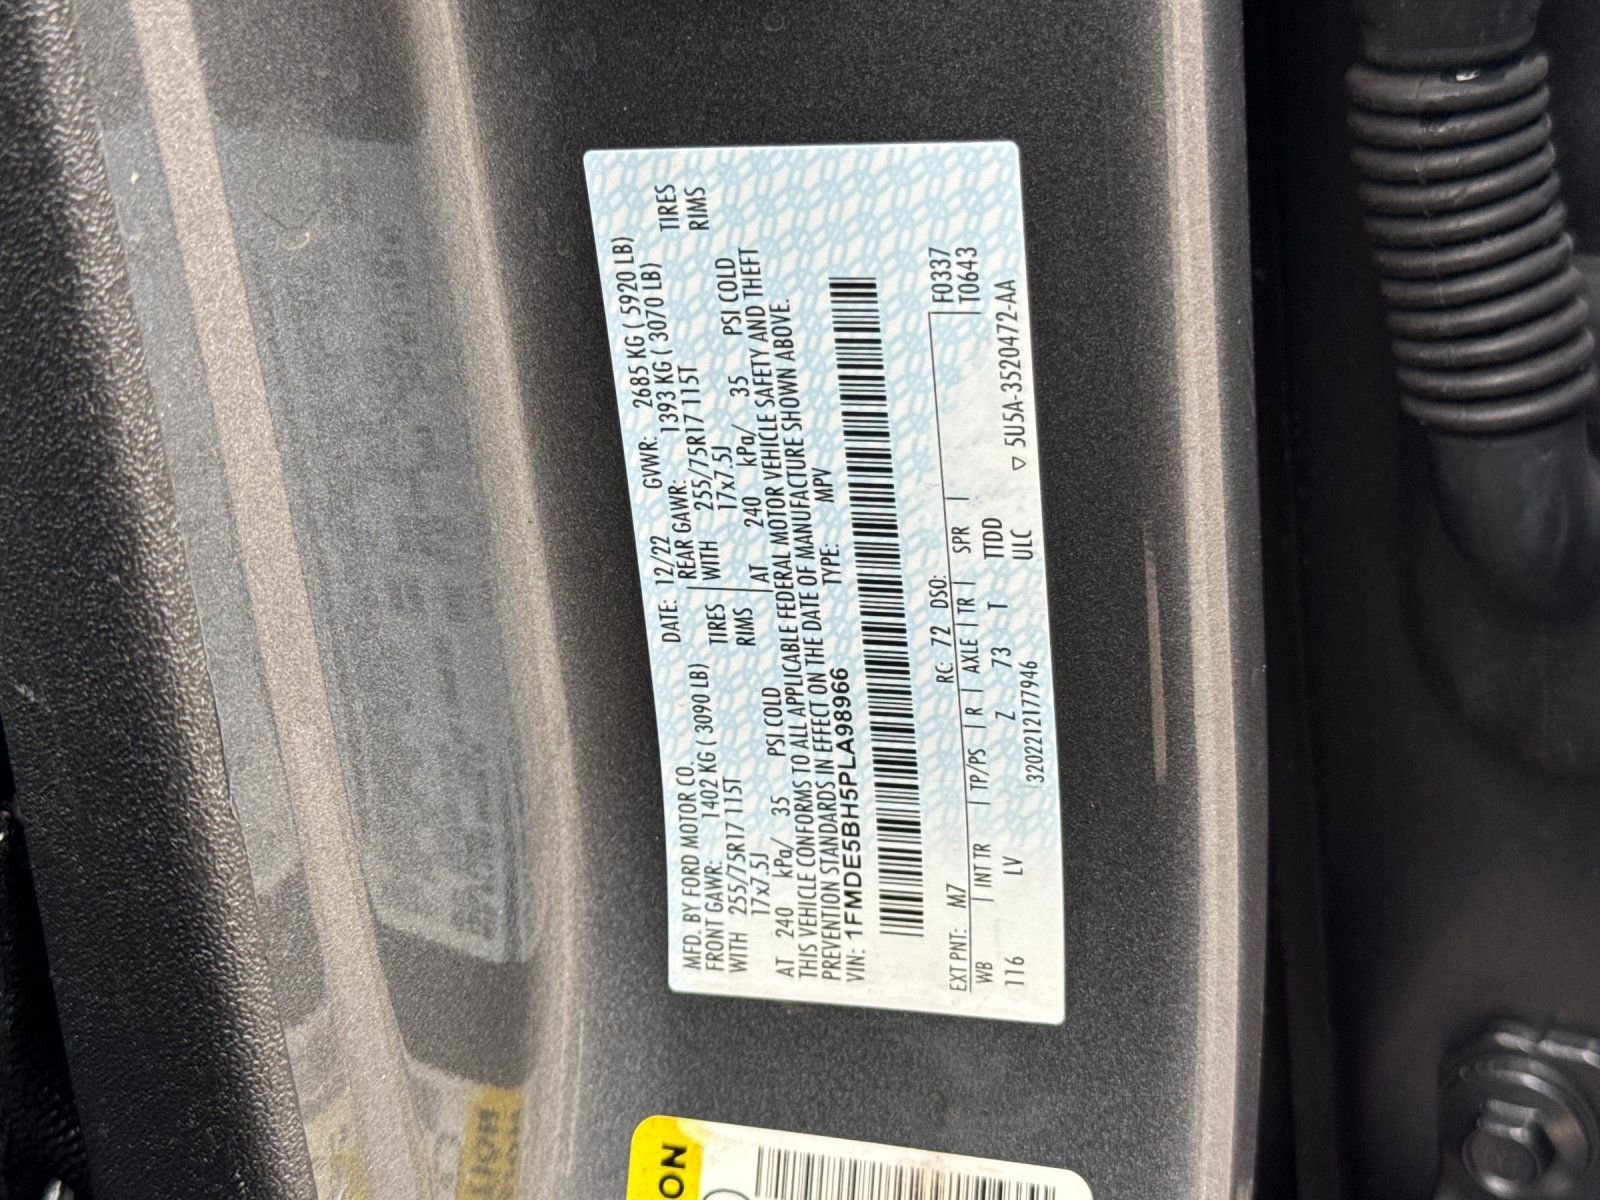 MFD. BY FORD MOTOR CO. DATE: 12/22 GVWR: 2685 KG ( 5920 LB)
FRONT GAWR: 1402 KG ( 3090 LB) REAR GAWR: 1393 KG ( 3070 LB)
WITH 255/75R17 115T TIRES WITH 255/75R17 115T TIRES
17x7.5J RIMS 17x7.5J RIMS
AT 240 kPa/ 35 PSI COLD AT 240 kPa/ 35 PSI COLD
THIS VEHICLE CONFORMS TO ALL APPLICABLE FEDERAL MOTOR VEHICLE SAFETY AND THEFT
PREVENTION STANDARDS IN EFFECT ON THE DATE OF MANUFACTURE SHOWN ABOVE.
VIN: 1FMDE5BH5PLA98966 TYPE: MPV
EXT PNT: M7 RC: 72 DSO: F0337
WB | INT TR | TP/PS | R | AXLE | TR | SPR | T0643
116 LV Z 73 T TTDD
320221217946 ULC ▽ 5U5A-3520472-AA
ON